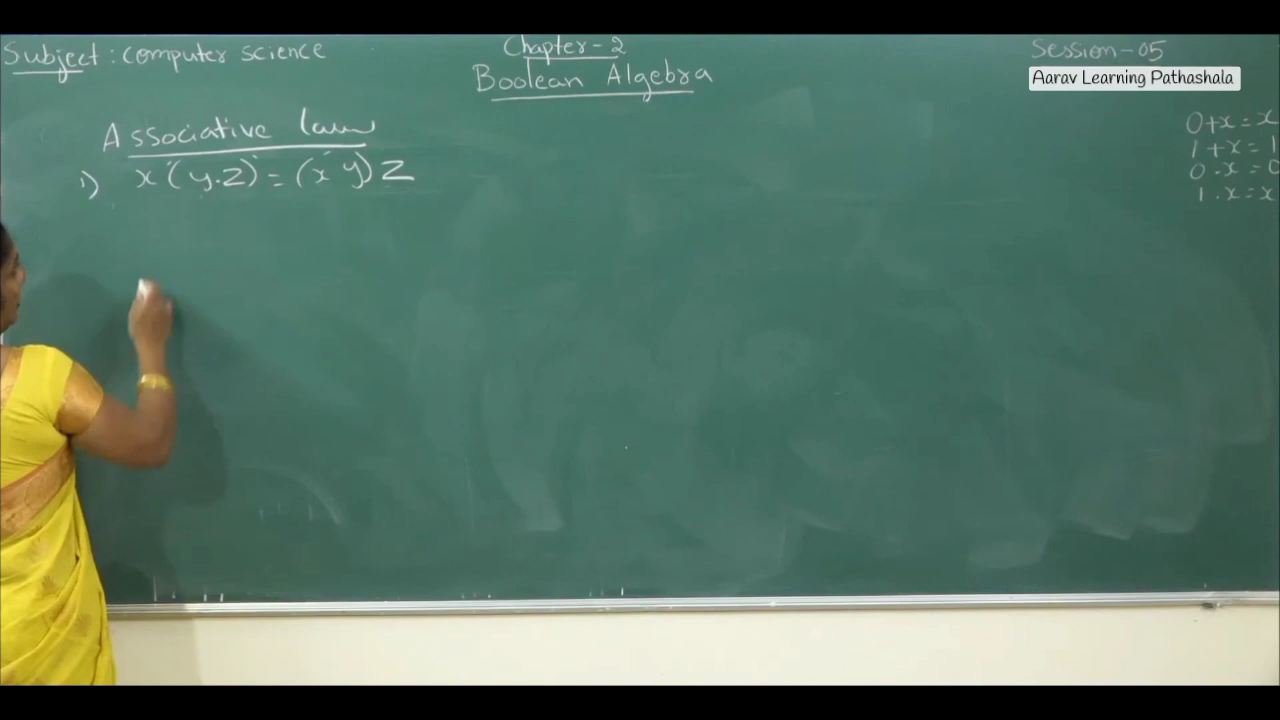 Subject : computer science
Chapter-2
Boolean Algebra
Session-05
Aarav Learning Pathashala
Associative law
1) x (y.z) = (x y) z
0+x=x
1+x=1
0.x=0
1.x=x